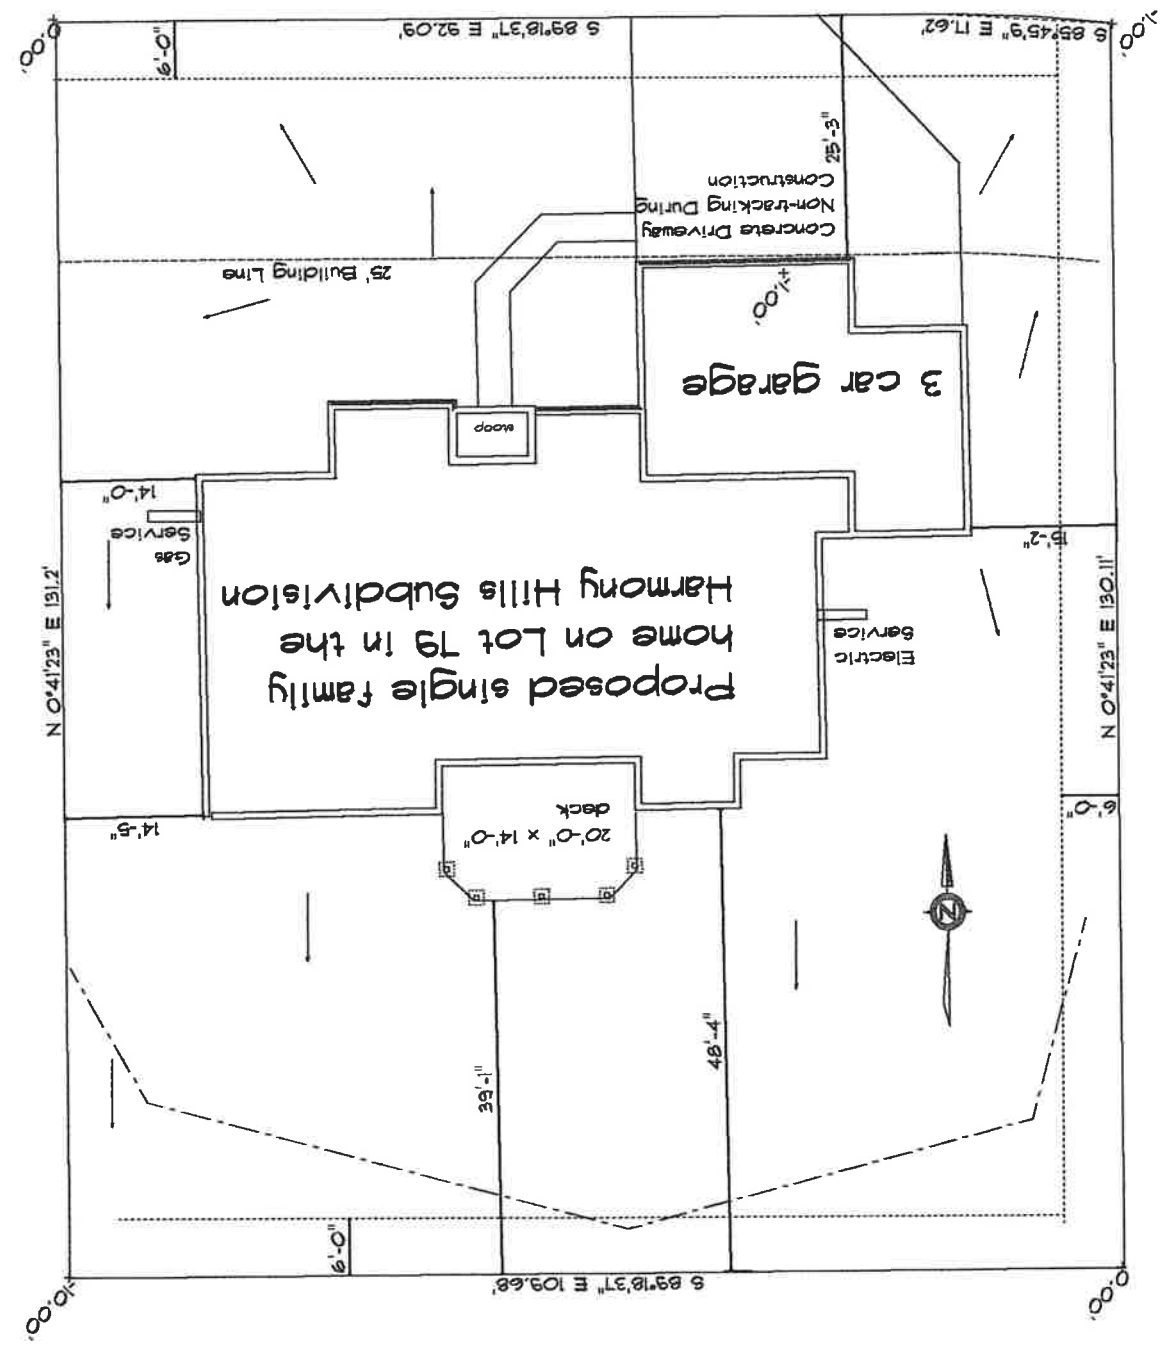 0.00'
S 89°18'37" E 109.68'
-10.00'
6'-0"
48'-4"
39'-1"
N
6'-0"
20'-0" x 14'-0"
deck
14'-5"
N 0°41'23" E 130.11'
Electric
Service
Proposed single family
home on Lot 79 in the
Harmony Hills Subdivision
N 0°41'23" E 131.2'
Gas
Service
15'-2"
14'-0"
stoop
3 car garage
-1.00'
25' Building Line
Concrete Driveway
Non-tracking During
Construction
25'-3"
6'-0"
-1.00'
S 85°45'9" E 17.62'
S 89°18'37" E 92.09'
0.00'